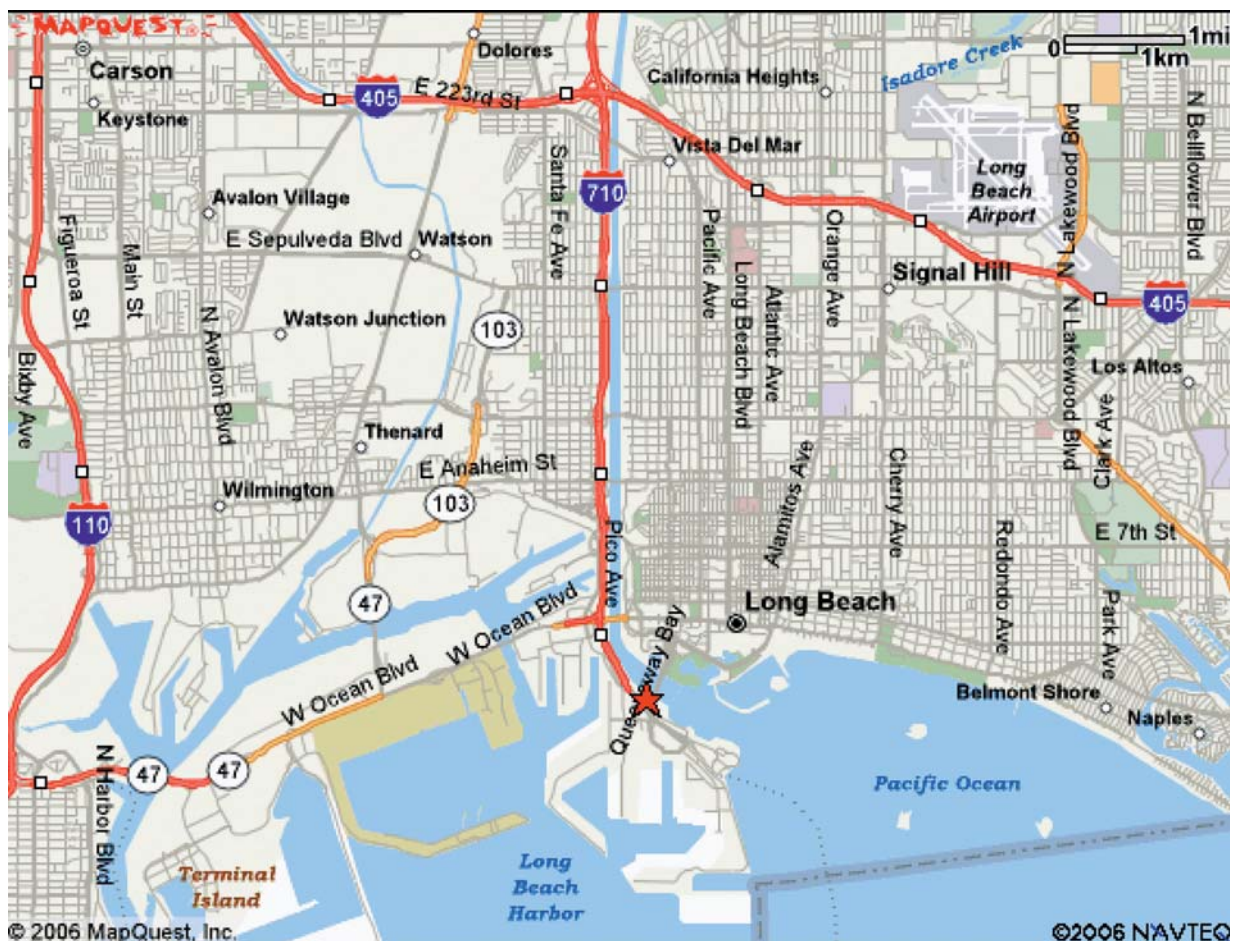 MAPQUEST
Carson
Keystone
Dolores
405
E 223rd St
California Heights
Isadore Creek
0
1mi
1km
N Bellflower Blvd
N Lakewood Blvd
Long
Beach
Airport
Vista Del Mar
710
Santa Fe Ave
Avalon Village
E Sepulveda Blvd
Watson
Figueroa St
Main St
N Avalon Blvd
Pacific Ave
Long Beach Blvd
Atlantic Ave
Orange Ave
Signal Hill
405
N Lakewood Blvd
Watson Junction
103
Bixby Ave
Los Altos
Clark Ave
Thenard
E Anaheim St
Wilmington
103
110
Pico Ave
Alamitos Ave
Cherry Ave
Redondo Ave
E 7th St
47
Long Beach
Park Ave
W Ocean Blvd
W Ocean Blvd
Queensway Bay
Belmont Shore
Naples
N Harbor Blvd
47
47
Pacific Ocean
Terminal
Island
Long
Beach
Harbor
© 2006 MapQuest, Inc.
©2006 NAVTEQ